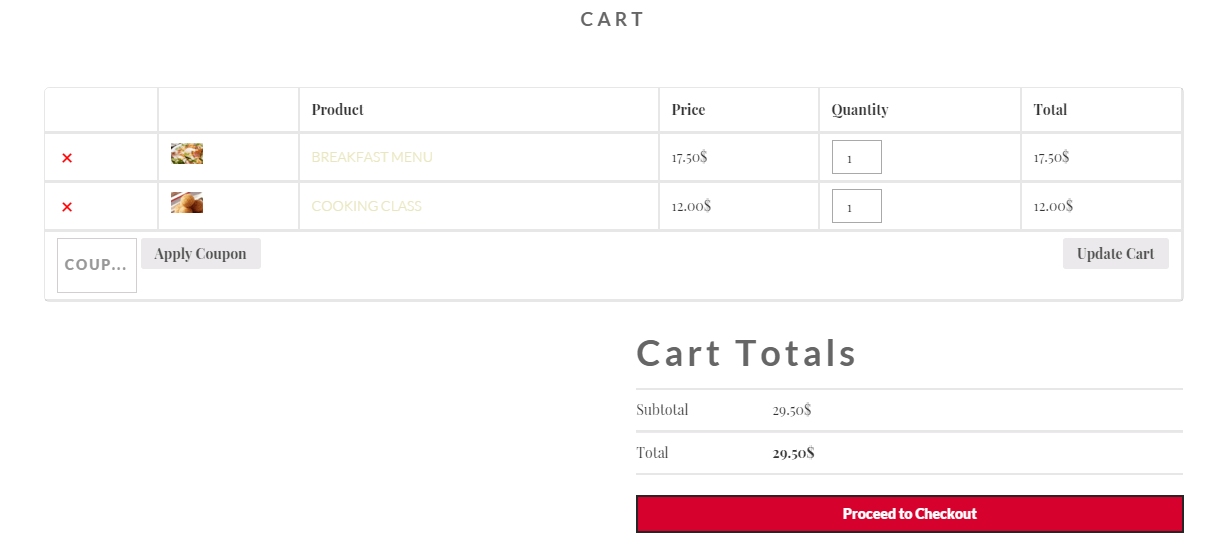 CART
Product Price Quantity Total
× BREAKFAST MENU 17.50$ 1 17.50$
× COOKING CLASS 12.00$ 1 12.00$
COUP... Apply Coupon Update Cart
Cart Totals
Subtotal 29.50$
Total 29.50$
Proceed to Checkout